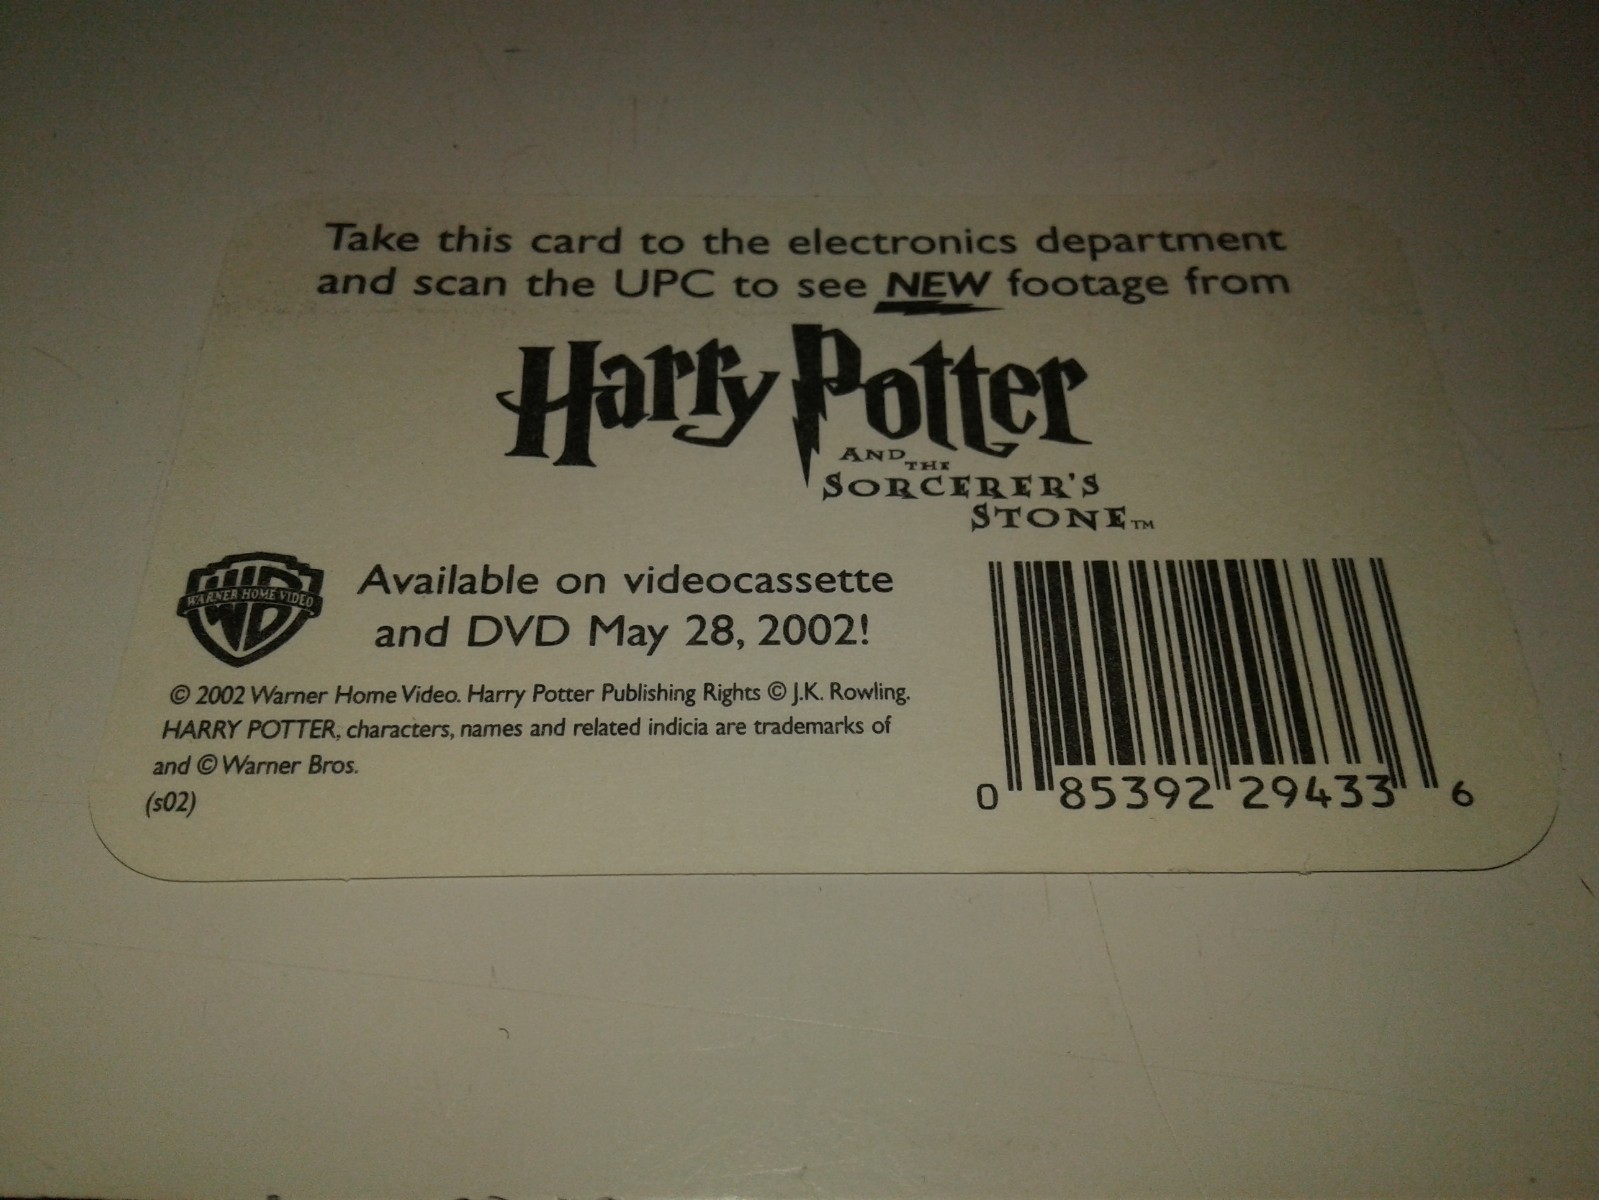 Take this card to the electronics department
and scan the UPC to see NEW footage from
Harry Potter
AND THE
SORCERER'S
STONE™
WARNER HOME VIDEO
Available on videocassette
and DVD May 28, 2002!
© 2002 Warner Home Video. Harry Potter Publishing Rights © J.K. Rowling.
HARRY POTTER, characters, names and related indicia are trademarks of
and © Warner Bros.
(s02)
0 85392 29433 6